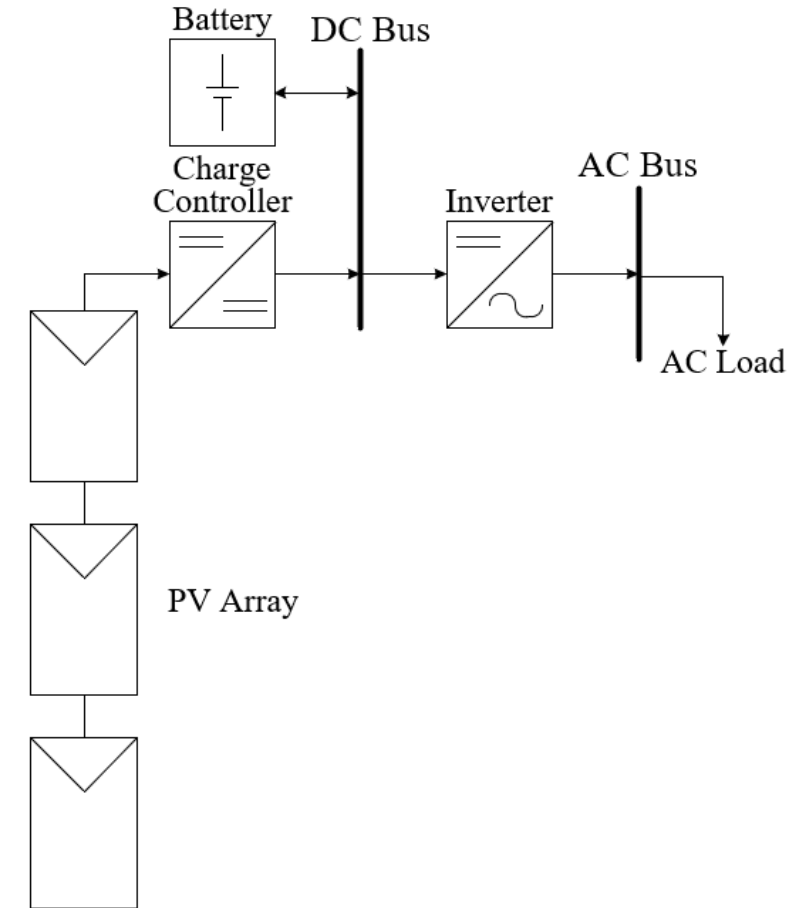 Battery
DC Bus
Charge
Controller
Inverter
AC Bus
AC Load
PV Array